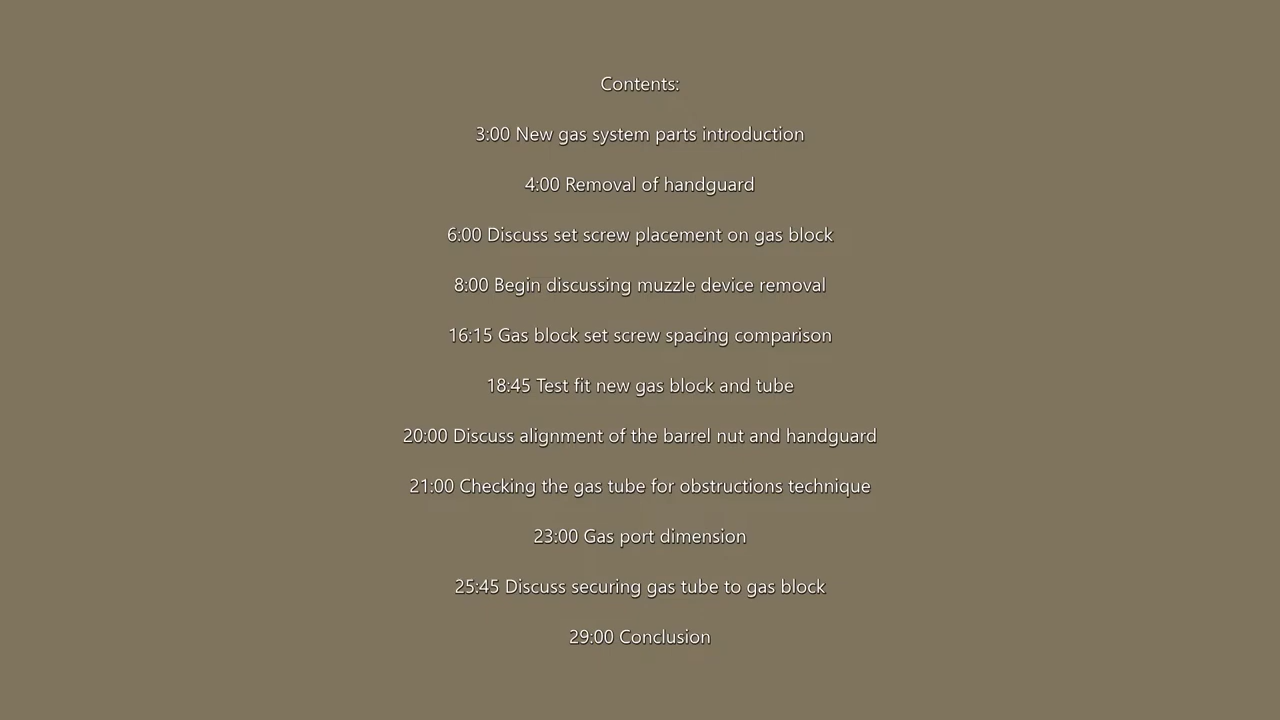 Contents:
3:00 New gas system parts introduction
4:00 Removal of handguard
6:00 Discuss set screw placement on gas block
8:00 Begin discussing muzzle device removal
16:15 Gas block set screw spacing comparison
18:45 Test fit new gas block and tube
20:00 Discuss alignment of the barrel nut and handguard
21:00 Checking the gas tube for obstructions technique
23:00 Gas port dimension
25:45 Discuss securing gas tube to gas block
29:00 Conclusion